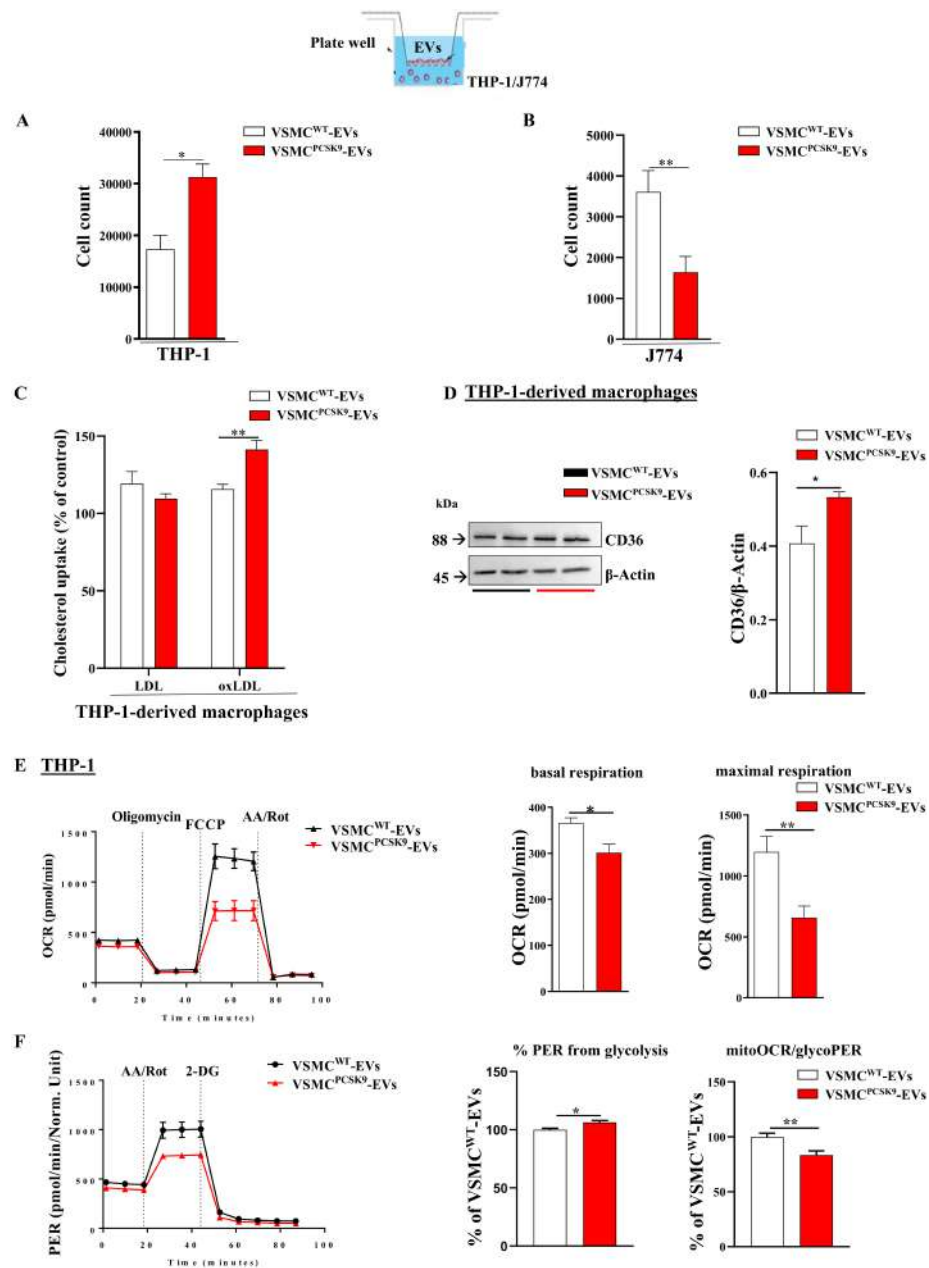 Plate well
EVs
THP-1/J774
A
VSMC^WT-EVs
VSMC^PCSK9-EVs
40000
30000
20000
10000
0
Cell count
*
THP-1
B
VSMC^WT-EVs
VSMC^PCSK9-EVs
5000
4000
3000
2000
1000
0
Cell count
**
J774
C
VSMC^WT-EVs
VSMC^PCSK9-EVs
150
100
50
0
Cholesterol uptake (% of control)
**
LDL oxLDL
THP-1-derived macrophages
D THP-1-derived macrophages
VSMC^WT-EVs
VSMC^PCSK9-EVs
kDa
88 → CD36
45 → β-Actin
VSMC^WT-EVs
VSMC^PCSK9-EVs
0.6
0.4
0.2
0.0
CD36/β-Actin
*
E THP-1
Oligomycin
FCCP
AA/Rot
VSMC^WT-EVs
VSMC^PCSK9-EVs
1500
1000
500
0
OCR (pmol/min)
0 20 40 60 80 100
Time (minutes)
basal respiration
400
300
200
100
0
OCR (pmol/min)
*
maximal respiration
VSMC^WT-EVs
VSMC^PCSK9-EVs
1500
1000
500
0
OCR (pmol/min)
**
F
AA/Rot 2-DG
VSMC^WT-EVs
VSMC^PCSK9-EVs
1500
1000
500
0
PER (pmol/min/Norm. Unit)
0 20 40 60 80 100
Time (minutes)
% PER from glycolysis
150
100
50
0
% of VSMC^WT-EVs
*
mitoOCR/glycoPER
VSMC^WT-EVs
VSMC^PCSK9-EVs
150
100
50
0
% of VSMC^WT-EVs
**